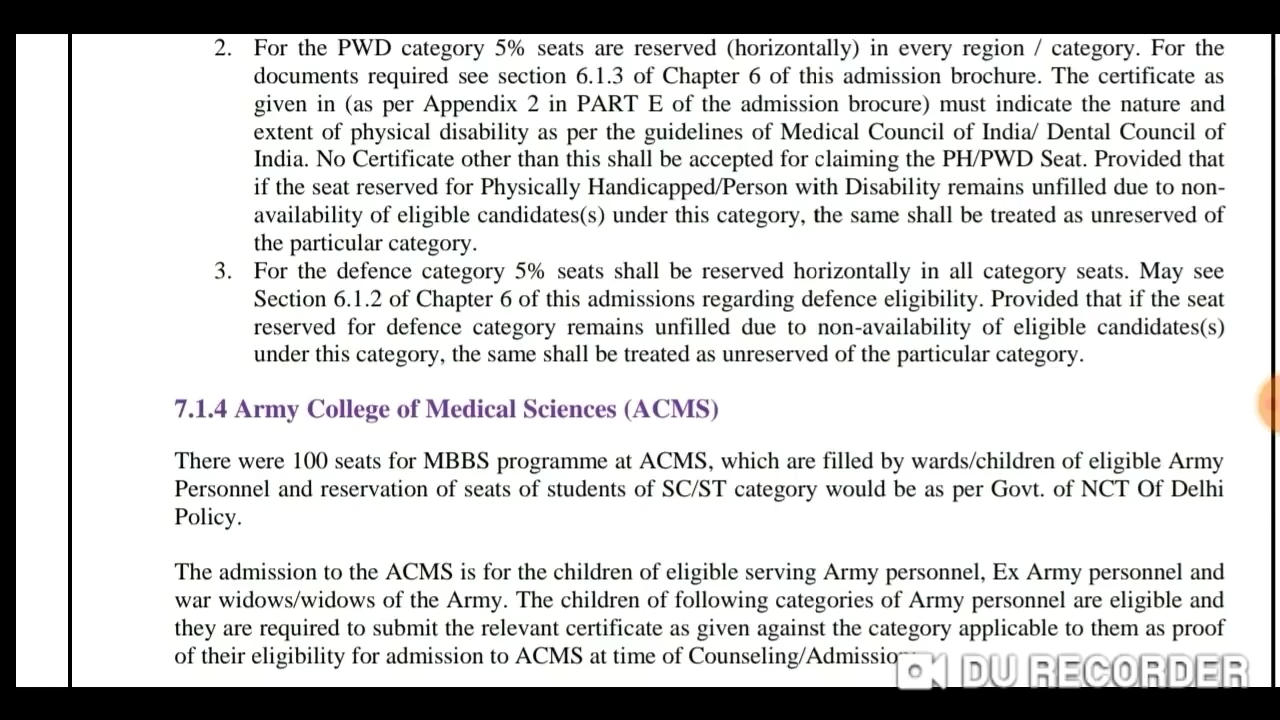 2. For the PWD category 5% seats are reserved (horizontally) in every region / category. For the
documents required see section 6.1.3 of Chapter 6 of this admission brochure. The certificate as
given in (as per Appendix 2 in PART E of the admission brocure) must indicate the nature and
extent of physical disability as per the guidelines of Medical Council of India/ Dental Council of
India. No Certificate other than this shall be accepted for claiming the PH/PWD Seat. Provided that
if the seat reserved for Physically Handicapped/Person with Disability remains unfilled due to non-
availability of eligible candidates(s) under this category, the same shall be treated as unreserved of
the particular category.
3. For the defence category 5% seats shall be reserved horizontally in all category seats. May see
Section 6.1.2 of Chapter 6 of this admissions regarding defence eligibility. Provided that if the seat
reserved for defence category remains unfilled due to non-availability of eligible candidates(s)
under this category, the same shall be treated as unreserved of the particular category.
7.1.4 Army College of Medical Sciences (ACMS)
There were 100 seats for MBBS programme at ACMS, which are filled by wards/children of eligible Army
Personnel and reservation of seats of students of SC/ST category would be as per Govt. of NCT Of Delhi
Policy.
The admission to the ACMS is for the children of eligible serving Army personnel, Ex Army personnel and
war widows/widows of the Army. The children of following categories of Army personnel are eligible and
they are required to submit the relevant certificate as given against the category applicable to them as proof
of their eligibility for admission to ACMS at time of Counseling/Admission
DU RECORDER